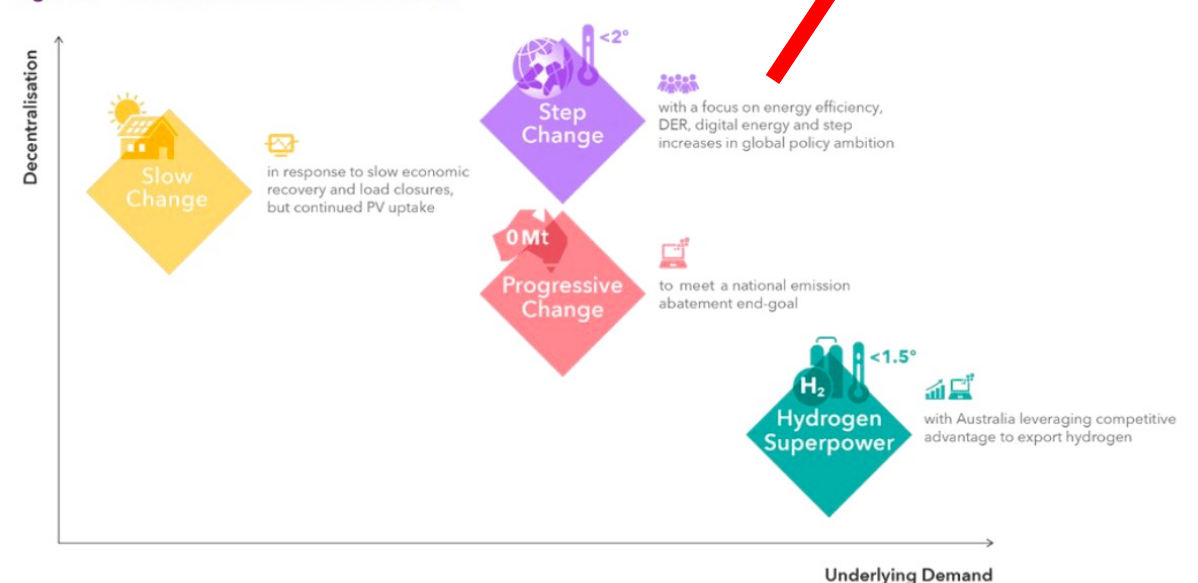 Decentralisation
<2°
Step
Change
with a focus on energy efficiency,
DER, digital energy and step
increases in global policy ambition
Slow
Change
in response to slow economic
recovery and load closures,
but continued PV uptake
0 Mt
Progressive
Change
to meet a national emission
abatement end-goal
<1.5°
H₂
Hydrogen
Superpower
with Australia leveraging competitive
advantage to export hydrogen
Underlying Demand